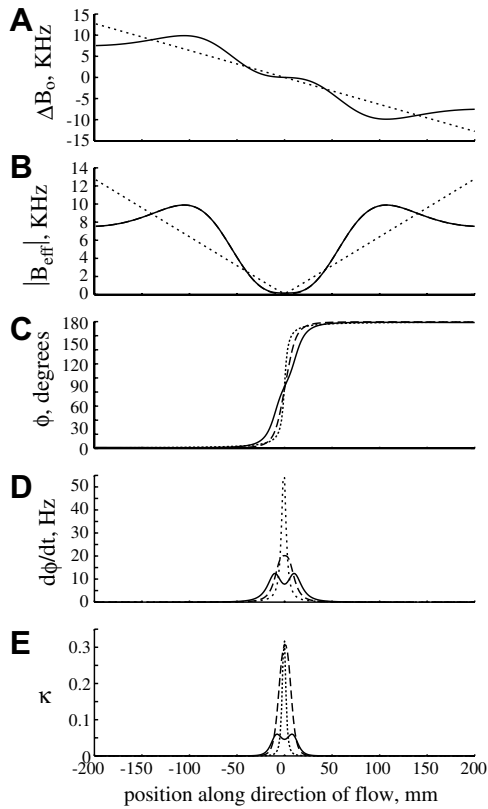 A
ΔBo, KHz
15
10
5
0
-5
-10
15
B
|Beff|, KHz
14
12
10
8
6
4
2
0
C
ϕ, degrees
180
150
120
90
60
30
0
D
dϕ/dt, Hz
50
40
30
20
10
0
E
κ
0.3
0.2
0.1
0
-200 -150 -100 -50 0 50 100 150 200
position along direction of flow, mm